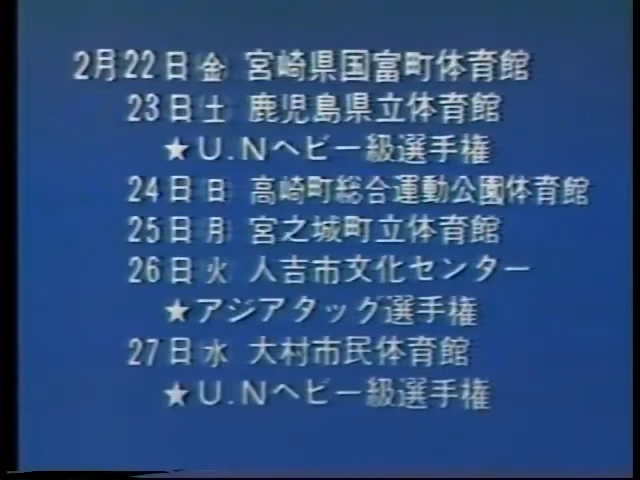 2月22日金 宮崎県国富町体育館
23日土 鹿児島県立体育館
★U.Nヘビー級選手権
24日日 高崎町総合運動公園体育館
25日月 宮之城町立体育館
26日火 人吉市文化センター
★アジアタッグ選手権
27日水 大村市民体育館
★U.Nヘビー級選手権